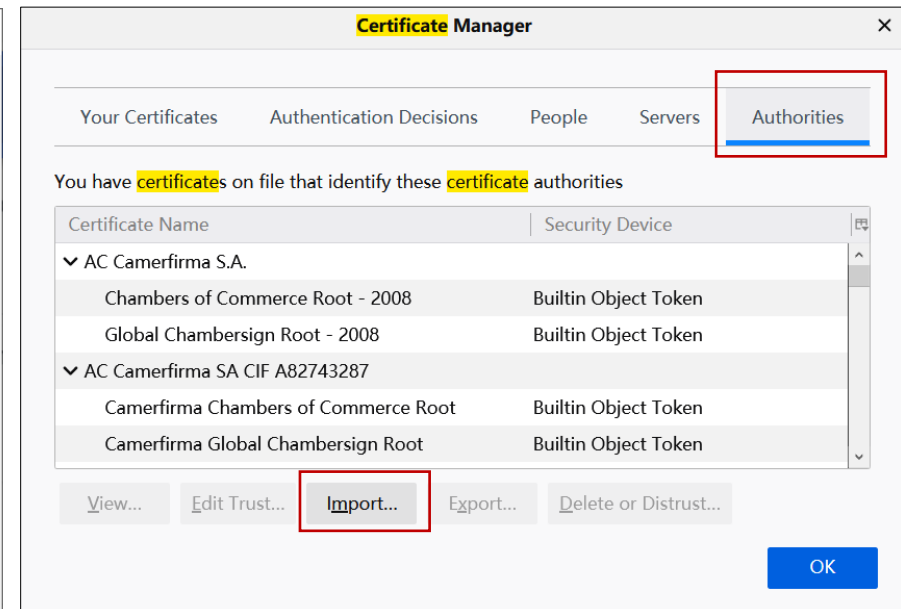 Certificate Manager
Your Certificates Authentication Decisions People Servers Authorities
You have certificates on file that identify these certificate authorities
Certificate Name Security Device
AC Camerfirma S.A.
Chambers of Commerce Root - 2008 Builtin Object Token
Global Chambersign Root - 2008 Builtin Object Token
AC Camerfirma SA CIF A82743287
Camerfirma Chambers of Commerce Root Builtin Object Token
Camerfirma Global Chambersign Root Builtin Object Token
View... Edit Trust... Import... Export... Delete or Distrust...
OK